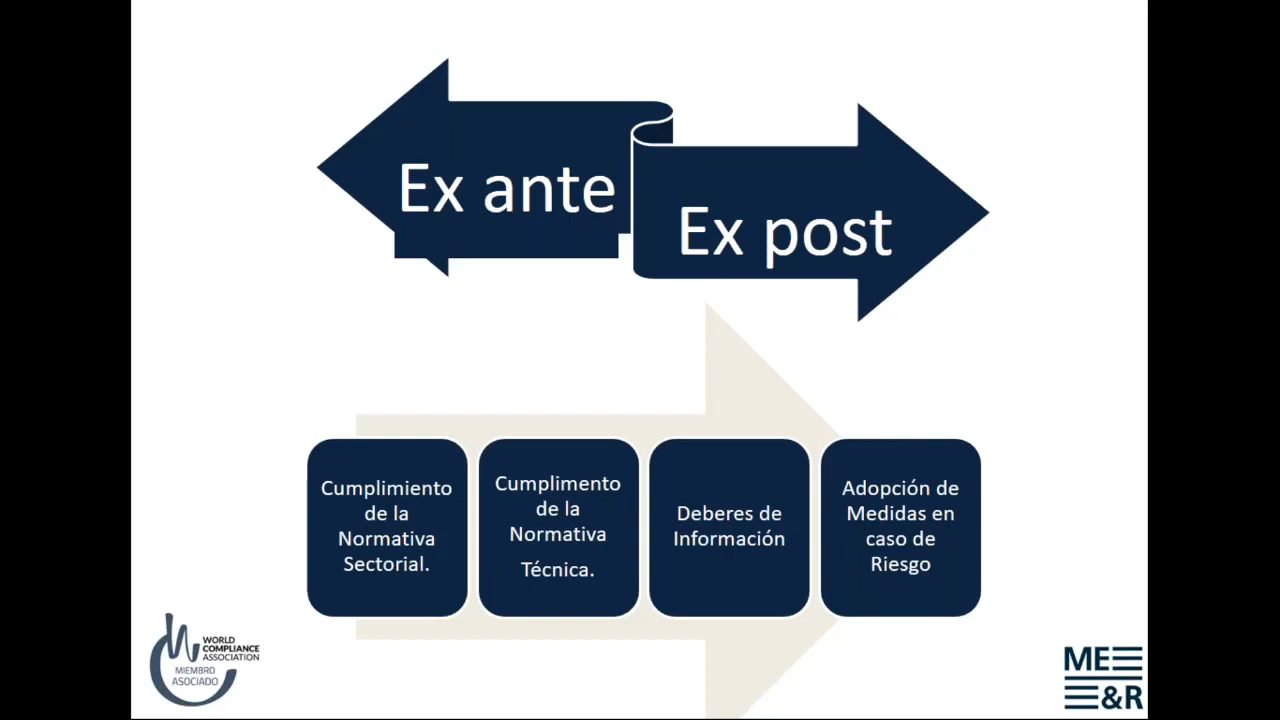 Ex ante
Ex post
Cumplimiento
de la
Normativa
Sectorial.
Cumplimento
de la
Normativa
Técnica.
Deberes de
Información
Adopción de
Medidas en
caso de
Riesgo
WORLD
COMPLIANCE
ASSOCIATION
MIEMBRO
ASOCIADO
ME
&R